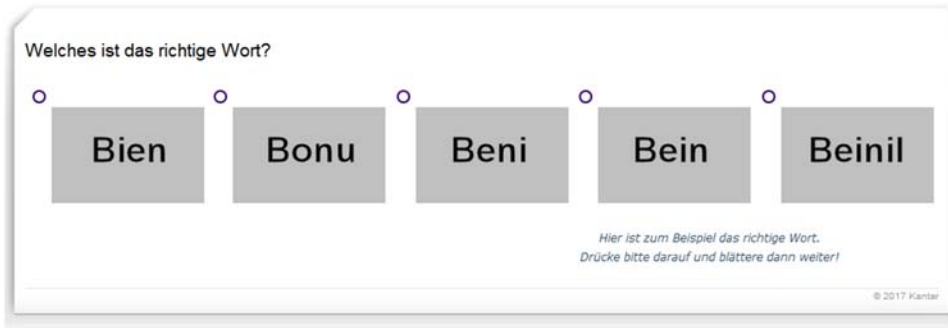 Welches ist das richtige Wort?
Bien Bonu Beni Bein Beinil
Hier ist zum Beispiel das richtige Wort.
Drücke bitte darauf und blättere dann weiter!
© 2017 Kantar